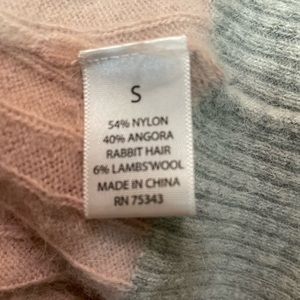 S
54% NYLON
40% ANGORA
RABBIT HAIR
6% LAMBS'WOOL
MADE IN CHINA
RN 75343